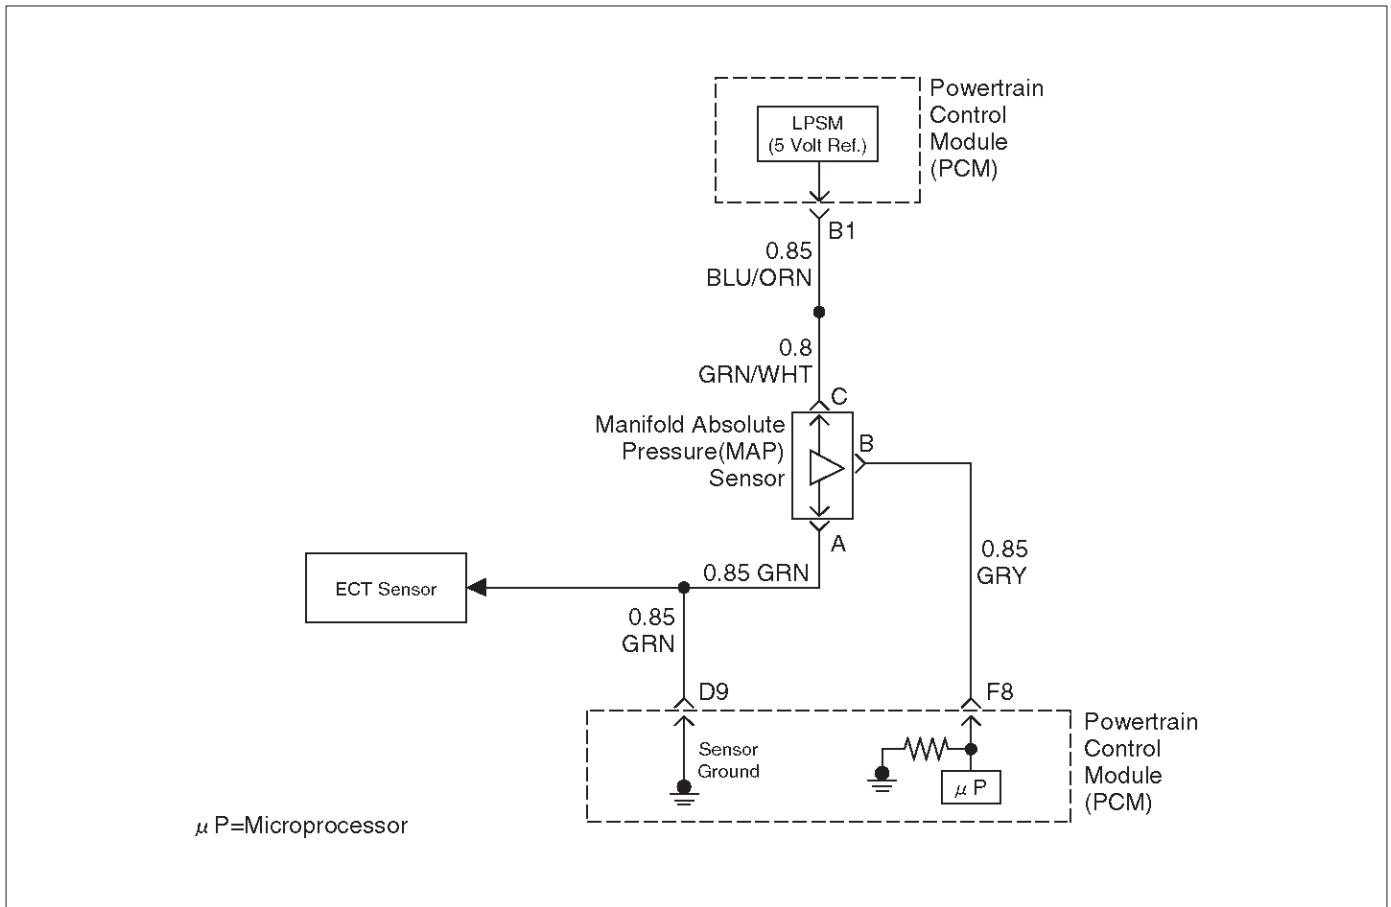 Powertrain
Control
Module
(PCM)
LPSM
(5 Volt Ref.)
B1
0.85
BLU/ORN
0.8
GRN/WHT
C
Manifold Absolute
Pressure(MAP)
Sensor
B
A
0.85 GRN
0.85
GRY
ECT Sensor
0.85
GRN
D9
F8
Sensor
Ground
μ P
Powertrain
Control
Module
(PCM)
μ P=Microprocessor